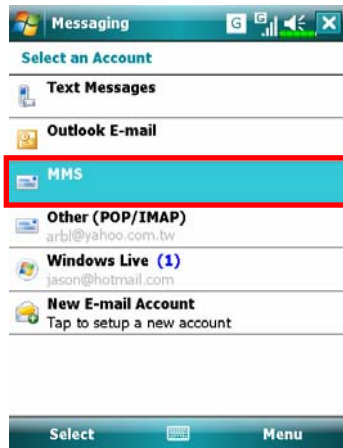 Messaging
G G
Select an Account
Text Messages
Outlook E-mail
MMS
Other (POP/IMAP)
arbl@yahoo.com.tw
Windows Live (1)
jason@hotmail.com
New E-mail Account
Tap to setup a new account
Select Menu